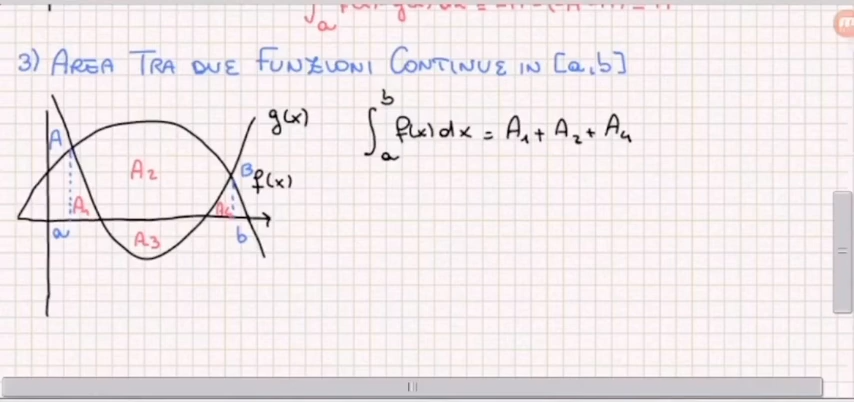 3) AREA TRA DUE FUNZIONI CONTINUE IN [a,b]
∫ₐᵇ f(x)dx = A₁ + A₂ + A₄
g(x)
A
A₂
B
f(x)
A₁
A₄
a
A3
b